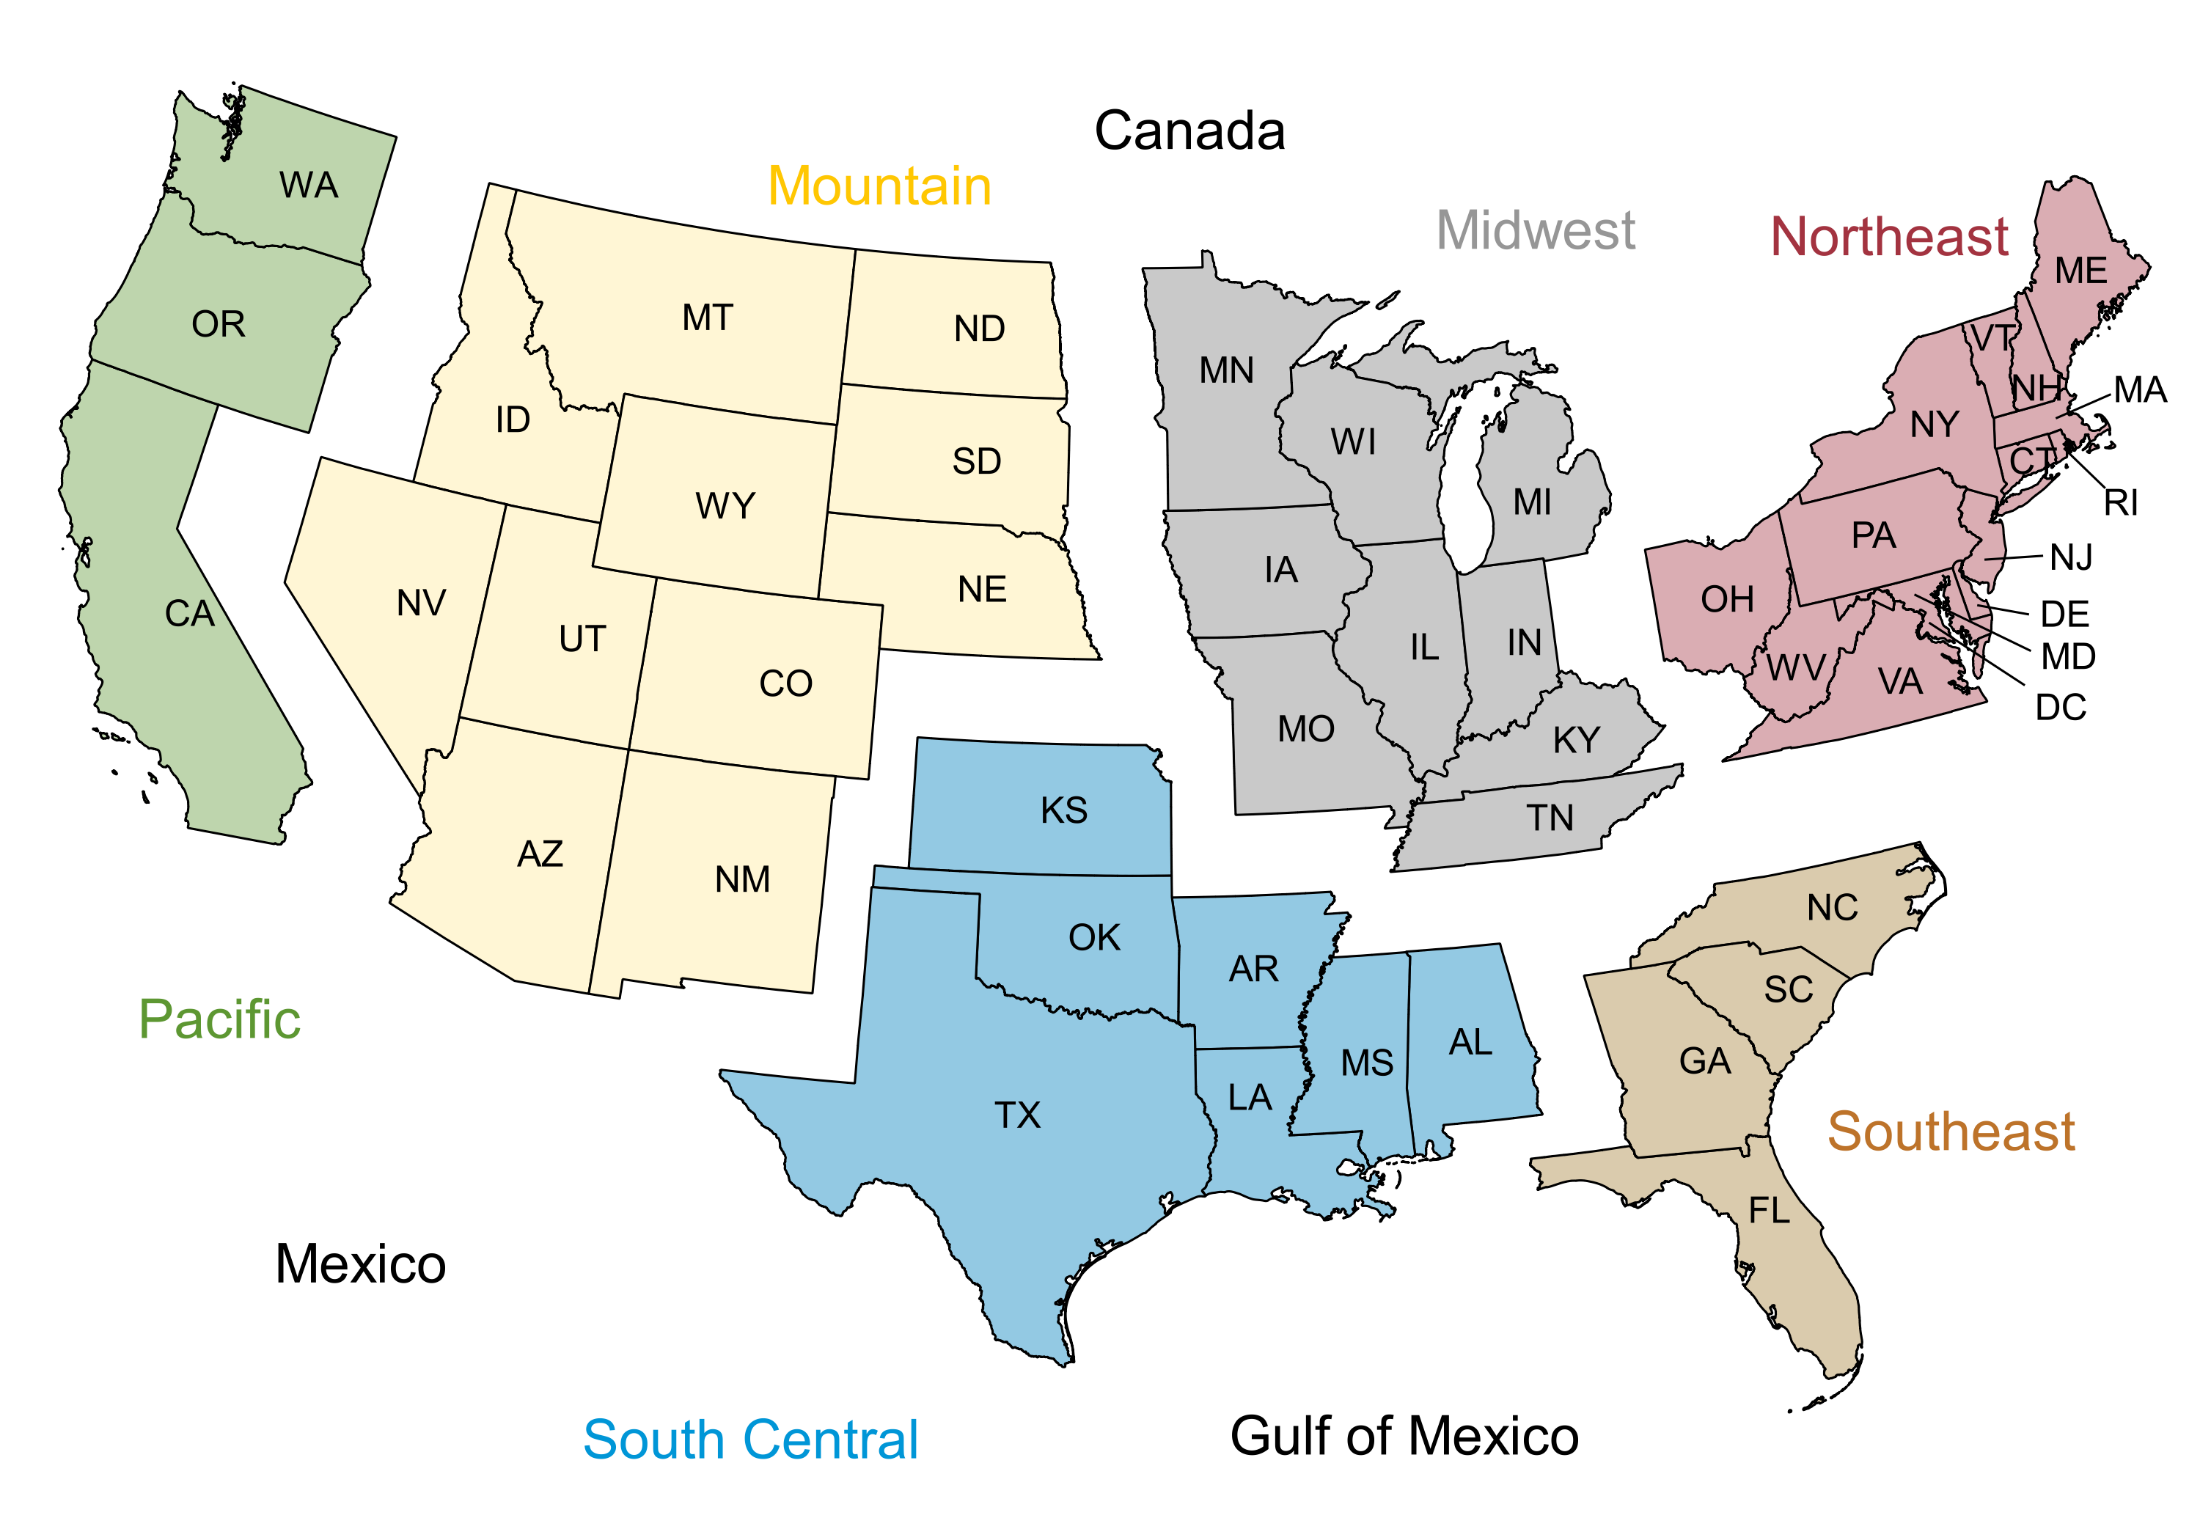 Canada
Mountain
Midwest
Northeast
Pacific
Mexico
South Central
Gulf of Mexico
Southeast
WA
OR
CA
MT
ND
ID
SD
WY
NE
NV
UT
CO
AZ
NM
MN
WI
MI
IA
IL
IN
MO
KY
TN
ME
VT
NH
MA
NY
CT
RI
PA
NJ
OH
DE
MD
WV
VA
DC
KS
OK
AR
TX
LA
MS
AL
NC
SC
GA
FL